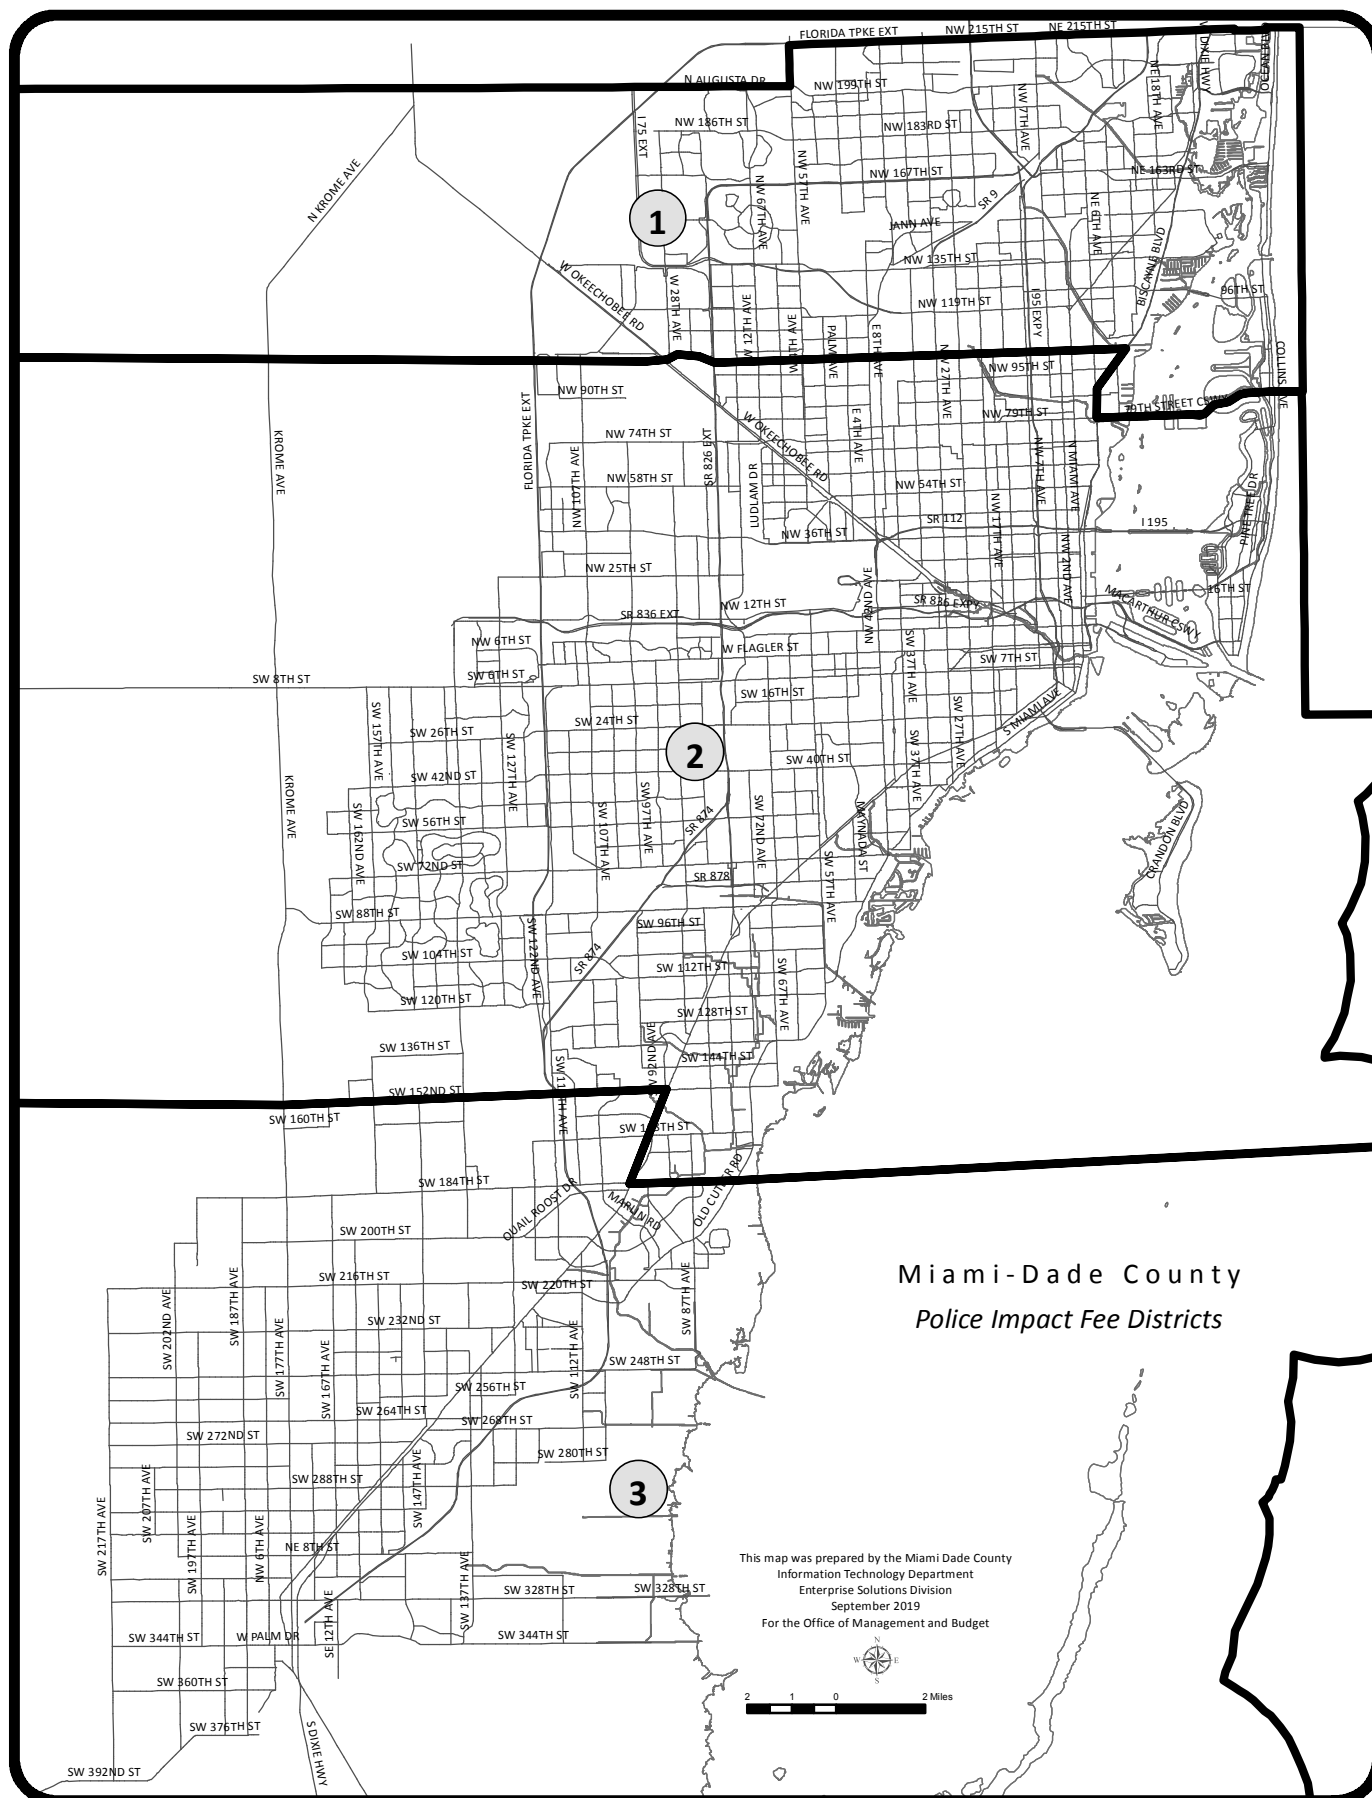 FLORIDA TPKE EXT
NW 215TH ST
NE 215TH ST
N AUGUSTA DR
NW 199TH ST
W DIXIE HWY
NE 18TH AVE
NW 7TH AVE
I 75 EXT
NW 186TH ST
NW 183RD ST
NW 57TH AVE
NW 167TH ST
NE 163RD ST
N KROME AVE
NW 67TH AVE
SR 9
1
JANN AVE
NE 6TH AVE
BISCAYNE BLVD
NW 135TH ST
W OKEECHOBEE RD
W 28TH AVE
NW 119TH ST
I 95 EXPY
96TH ST
W 12TH AVE
W 4TH AVE
PALM AVE
E 8TH AVE
NW 27TH AVE
COLLINS AVE
NW 95TH ST
NW 90TH ST
79TH STREET CSWY
NW 79TH ST
FLORIDA TPKE EXT
E 4TH AVE
W OKEECHOBEE RD
KROME AVE
NW 74TH ST
SR 826 EXT
NW 107TH AVE
NW 58TH ST
LUDLAM DR
NW 54TH ST
NW 7TH AVE
N MIAMI AVE
PINE TREE DR
NW 17TH AVE
SR 112
I 195
NW 36TH ST
NW 2ND AVE
NW 25TH ST
NW 42ND AVE
16TH ST
MACARTHUR CSWY
SR 836 EXPY
NW 12TH ST
SR 836 EXT
NW 6TH ST
W FLAGLER ST
SW 37TH AVE
SW 7TH ST
SW 8TH ST
SW 6TH ST
SW 16TH ST
S MIAMI AVE
SW 157TH AVE
SW 24TH ST
SW 27TH AVE
SW 26TH ST
SW 127TH AVE
2
SW 37TH AVE
SW 40TH ST
SW 42ND ST
KROME AVE
SW 162ND AVE
SW 107TH AVE
SW 97TH AVE
SR 874
SW 72ND AVE
MAYNADA ST
CRANDON BLVD
SW 56TH ST
SW 72ND ST
SW 57TH AVE
SR 878
SW 88TH ST
SW 96TH ST
SW 122ND AVE
SW 104TH ST
SR 874
SW 112TH ST
SW 67TH AVE
SW 120TH ST
SW 128TH ST
SW 92ND AVE
SW 136TH ST
SW 144TH ST
SW 152ND ST
SW 160TH ST
SW 184TH ST
QUAIL ROOST DR
MARLIN RD
OLD CUTLER RD
SW 200TH ST
Miami-Dade County
Police Impact Fee Districts
SW 216TH ST
SW 220TH ST
SW 187TH AVE
SW 87TH AVE
SW 202ND AVE
SW 232ND ST
SW 177TH AVE
SW 167TH AVE
SW 112TH AVE
SW 248TH ST
SW 256TH ST
SW 264TH ST
SW 268TH ST
SW 272ND ST
SW 280TH ST
SW 288TH ST
SW 147TH AVE
3
SW 217TH AVE
SW 207TH AVE
SW 197TH AVE
NW 6TH AVE
NE 8TH ST
SW 137TH AVE
SW 328TH ST
SW 328TH ST
SE 12TH AVE
SW 344TH ST
W PALM DR
SW 344TH ST
SW 360TH ST
SW 376TH ST
S DIXIE HWY
SW 392ND ST
This map was prepared by the Miami Dade County
Information Technology Department
Enterprise Solutions Division
September 2019
For the Office of Management and Budget
N
W E
S
2 1 0 2 Miles